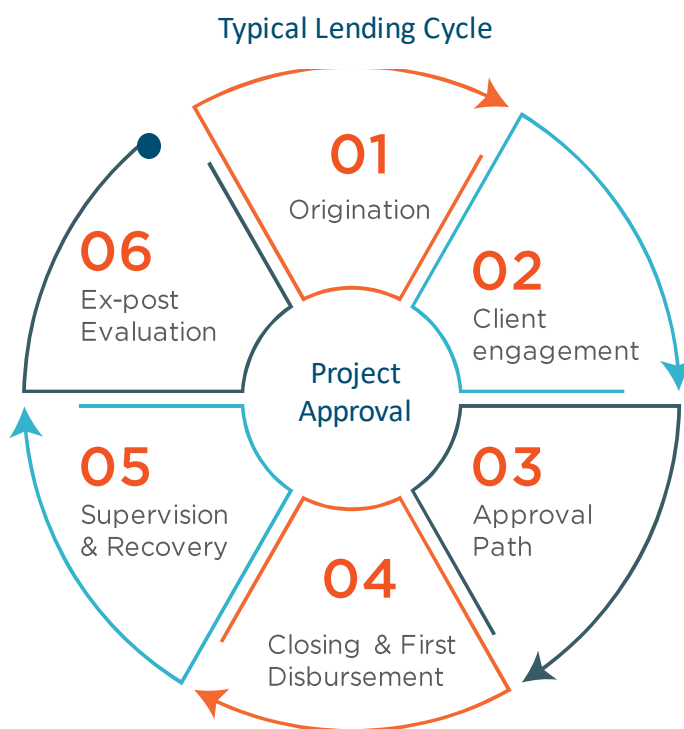 Typical Lending Cycle
01
Origination
02
Client
engagement
03
Approval
Path
04
Closing & First
Disbursement
05
Supervision
& Recovery
06
Ex-post
Evaluation
Project
Approval